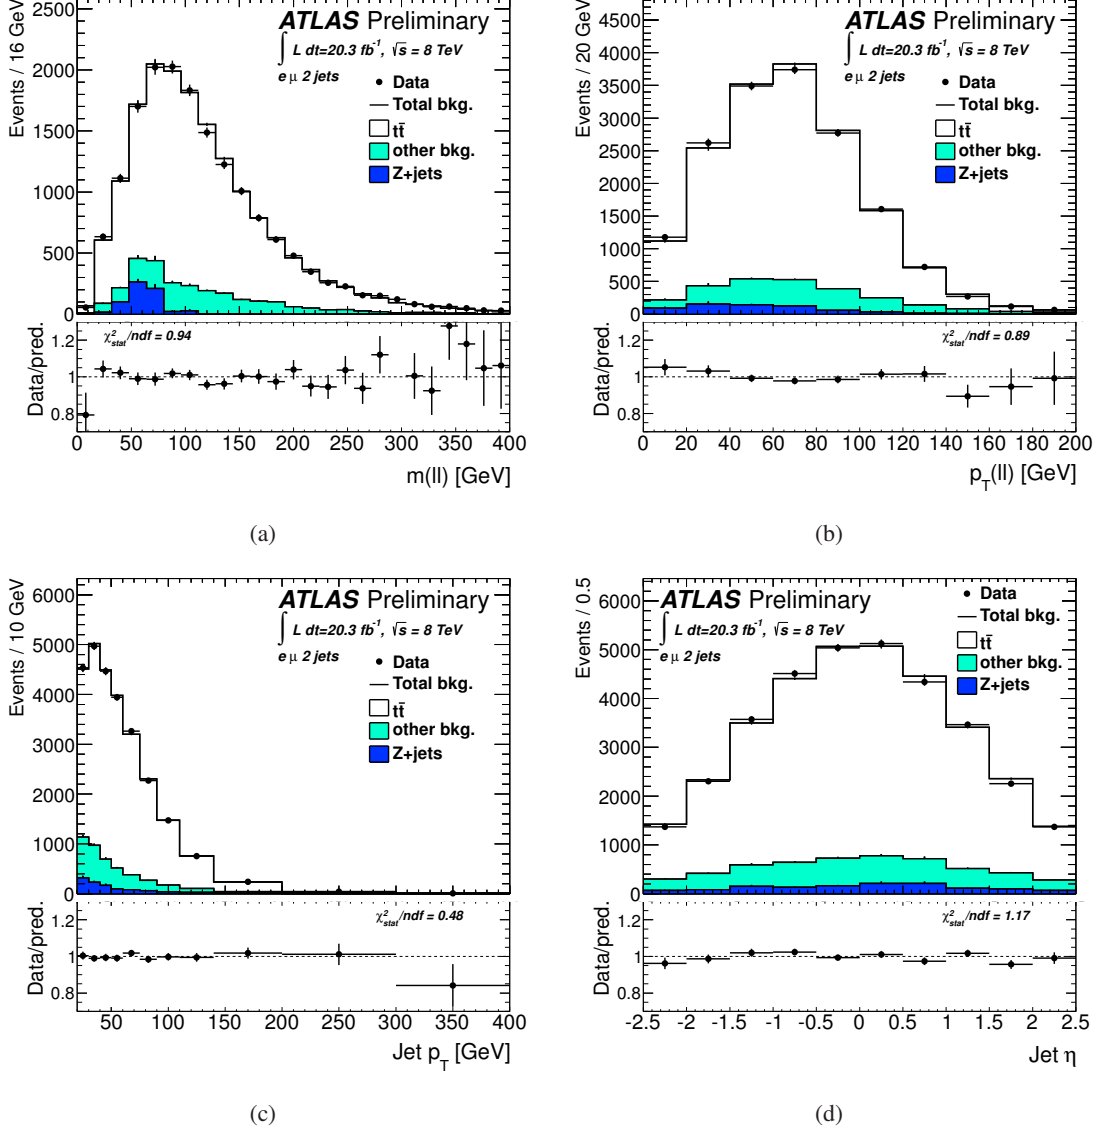 Events / 16 GeV
2500
2000
1500
1000
500
0
ATLAS Preliminary
∫ L dt=20.3 fb⁻¹, √s = 8 TeV
e μ 2 jets
Data
Total bkg.
tt̄
other bkg.
Z+jets
Data/pred.
1.2
1
0.8
χ²stat/ndf = 0.94
0 50 100 150 200 250 300 350 400
m(ll) [GeV]
(a)
Events / 20 GeV
4500
4000
3500
3000
2500
2000
1500
1000
500
0
ATLAS Preliminary
∫ L dt=20.3 fb⁻¹, √s = 8 TeV
e μ 2 jets
Data
Total bkg.
tt̄
other bkg.
Z+jets
Data/pred.
1.2
1
0.8
χ²stat/ndf = 0.89
0 20 40 60 80 100 120 140 160 180 200
pT(ll) [GeV]
(b)
Events / 10 GeV
6000
5000
4000
3000
2000
1000
0
ATLAS Preliminary
∫ L dt=20.3 fb⁻¹, √s = 8 TeV
e μ 2 jets
Data
Total bkg.
tt̄
other bkg.
Z+jets
Data/pred.
1.2
1
0.8
χ²stat/ndf = 0.48
50 100 150 200 250 300 350 400
Jet pT [GeV]
(c)
Events / 0.5
6000
5000
4000
3000
2000
1000
0
ATLAS Preliminary
∫ L dt=20.3 fb⁻¹, √s = 8 TeV
e μ 2 jets
Data
Total bkg.
tt̄
other bkg.
Z+jets
Data/pred.
1.2
1
0.8
χ²stat/ndf = 1.17
-2.5 -2 -1.5 -1 -0.5 0 0.5 1 1.5 2 2.5
Jet η
(d)